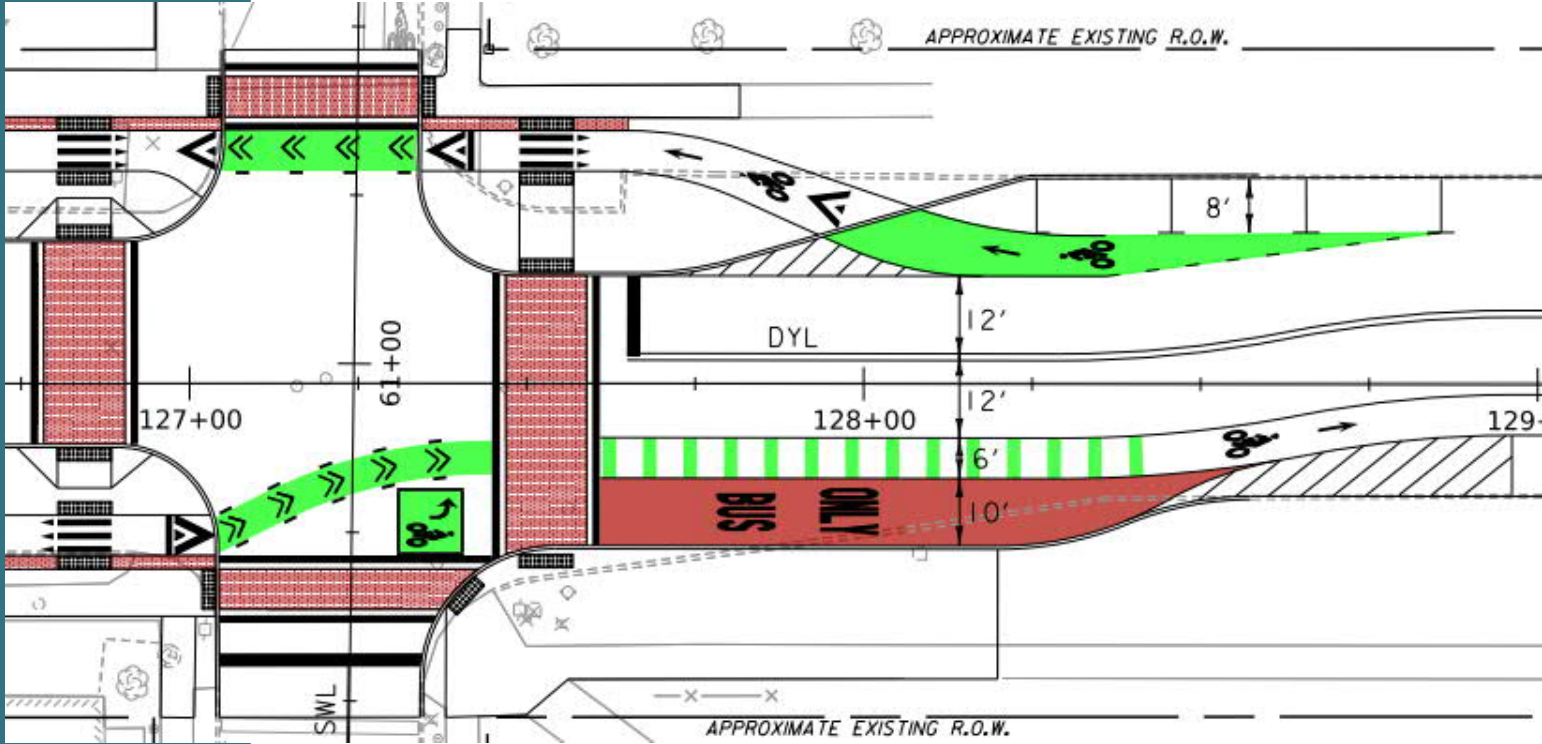 APPROXIMATE EXISTING R.O.W.
8'
12'
DYL
61+00
127+00
128+00
12'
129-
6'
BUS
ONLY
10'
SWL
APPROXIMATE EXISTING R.O.W.